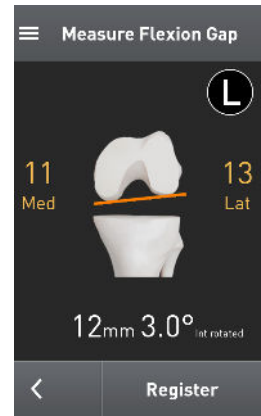 Measure Flexion Gap
L
11
Med
13
Lat
12mm 3.0° Int rotated
Register